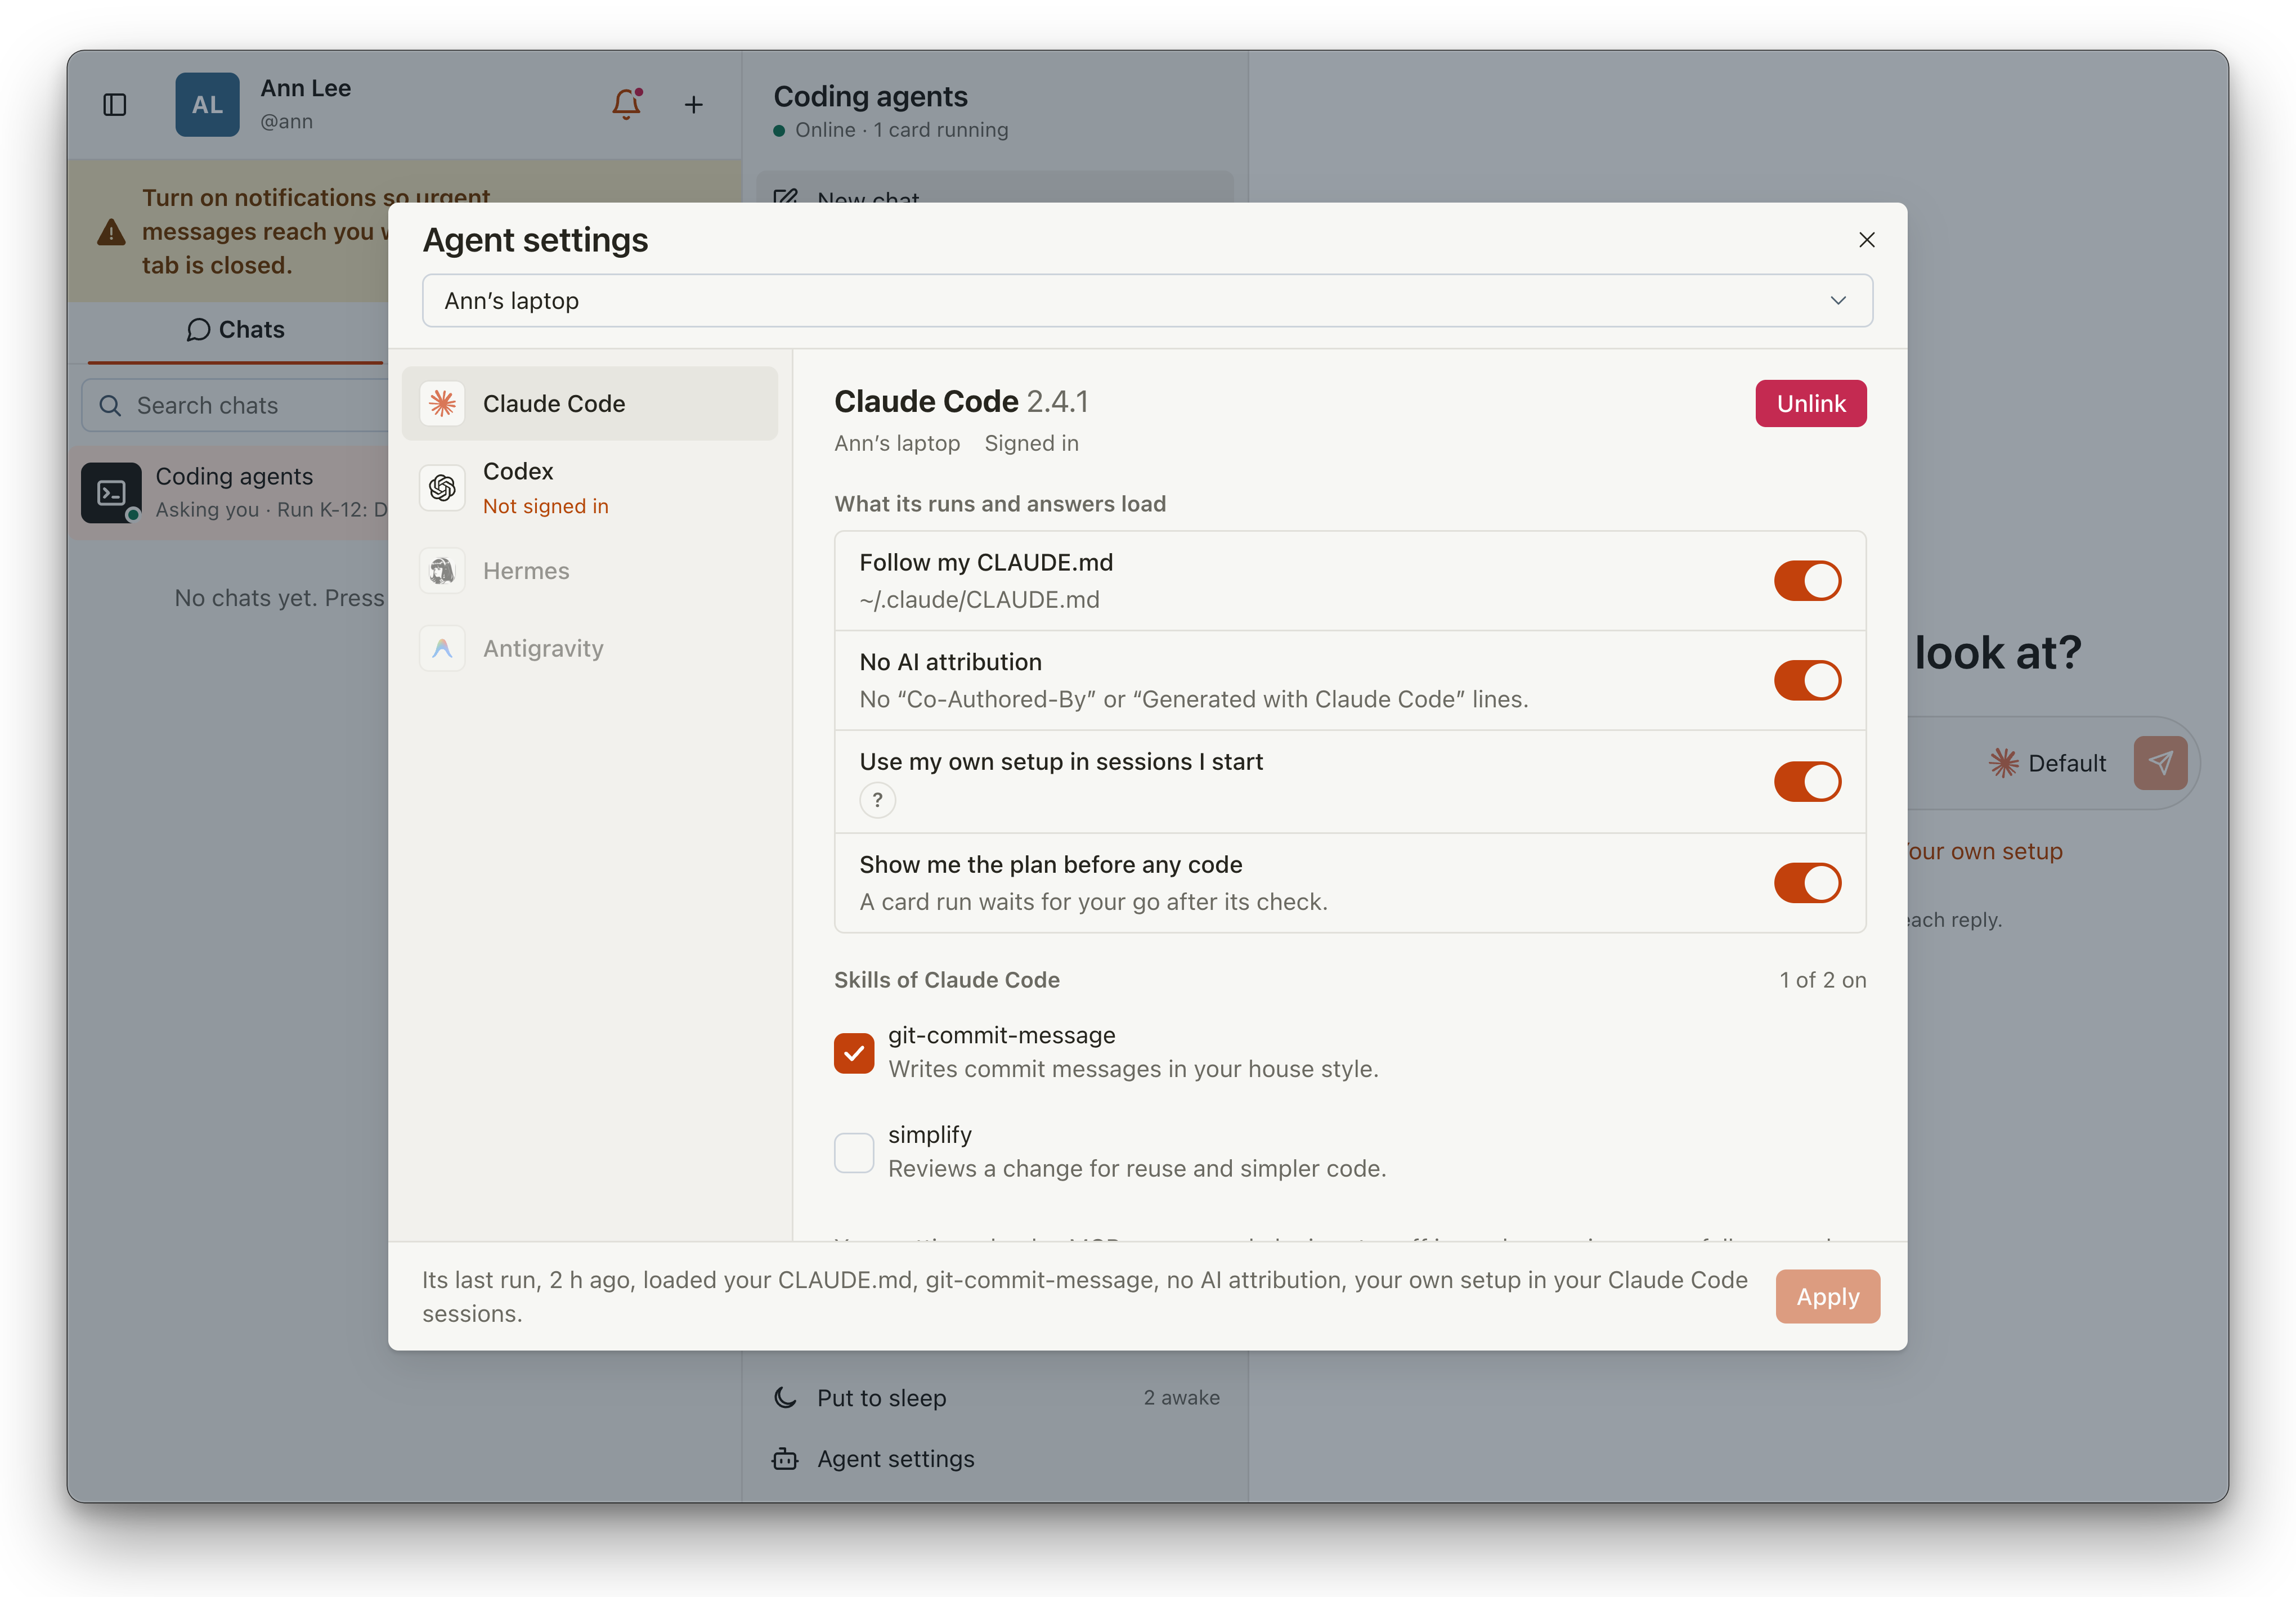 AL
Ann Lee
@ann
Turn on notifications so urgent
messages reach you
tab is closed.
Chats
Search chats
Coding agents
Asking you · Run K-12: D
No chats yet. Press
Coding agents
Online · 1 card running
New chat
Agent settings
Ann’s laptop
Claude Code
Codex
Not signed in
Hermes
Antigravity
Claude Code 2.4.1
Unlink
Ann’s laptop Signed in
What its runs and answers load
Follow my CLAUDE.md
~/.claude/CLAUDE.md
No AI attribution
No “Co-Authored-By” or “Generated with Claude Code” lines.
Use my own setup in sessions I start
?
Show me the plan before any code
A card run waits for your go after its check.
Skills of Claude Code
1 of 2 on
git-commit-message
Writes commit messages in your house style.
simplify
Reviews a change for reuse and simpler code.
Its last run, 2 h ago, loaded your CLAUDE.md, git-commit-message, no AI attribution, your own setup in your Claude Code
sessions.
Apply
look at?
Default
our own setup
each reply.
Put to sleep
2 awake
Agent settings